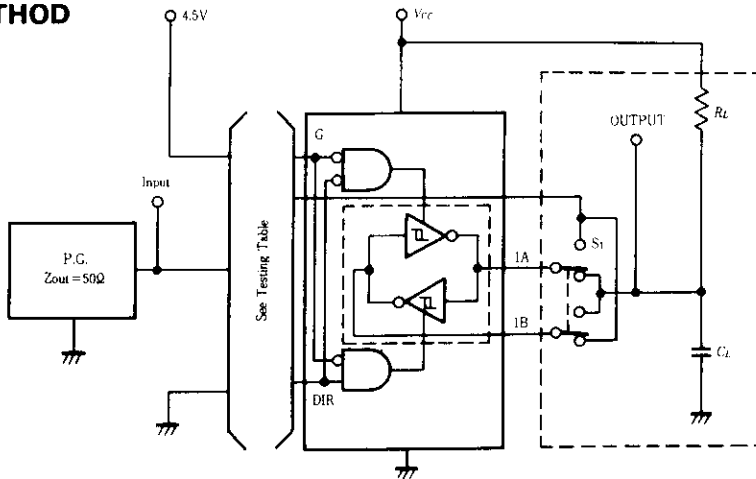 THOD
4.5V
Vcc
G
OUTPUT
RL
Input
P.G.
Zout=50Ω
See Testing Table
S1
1A
1B
CL
DIR